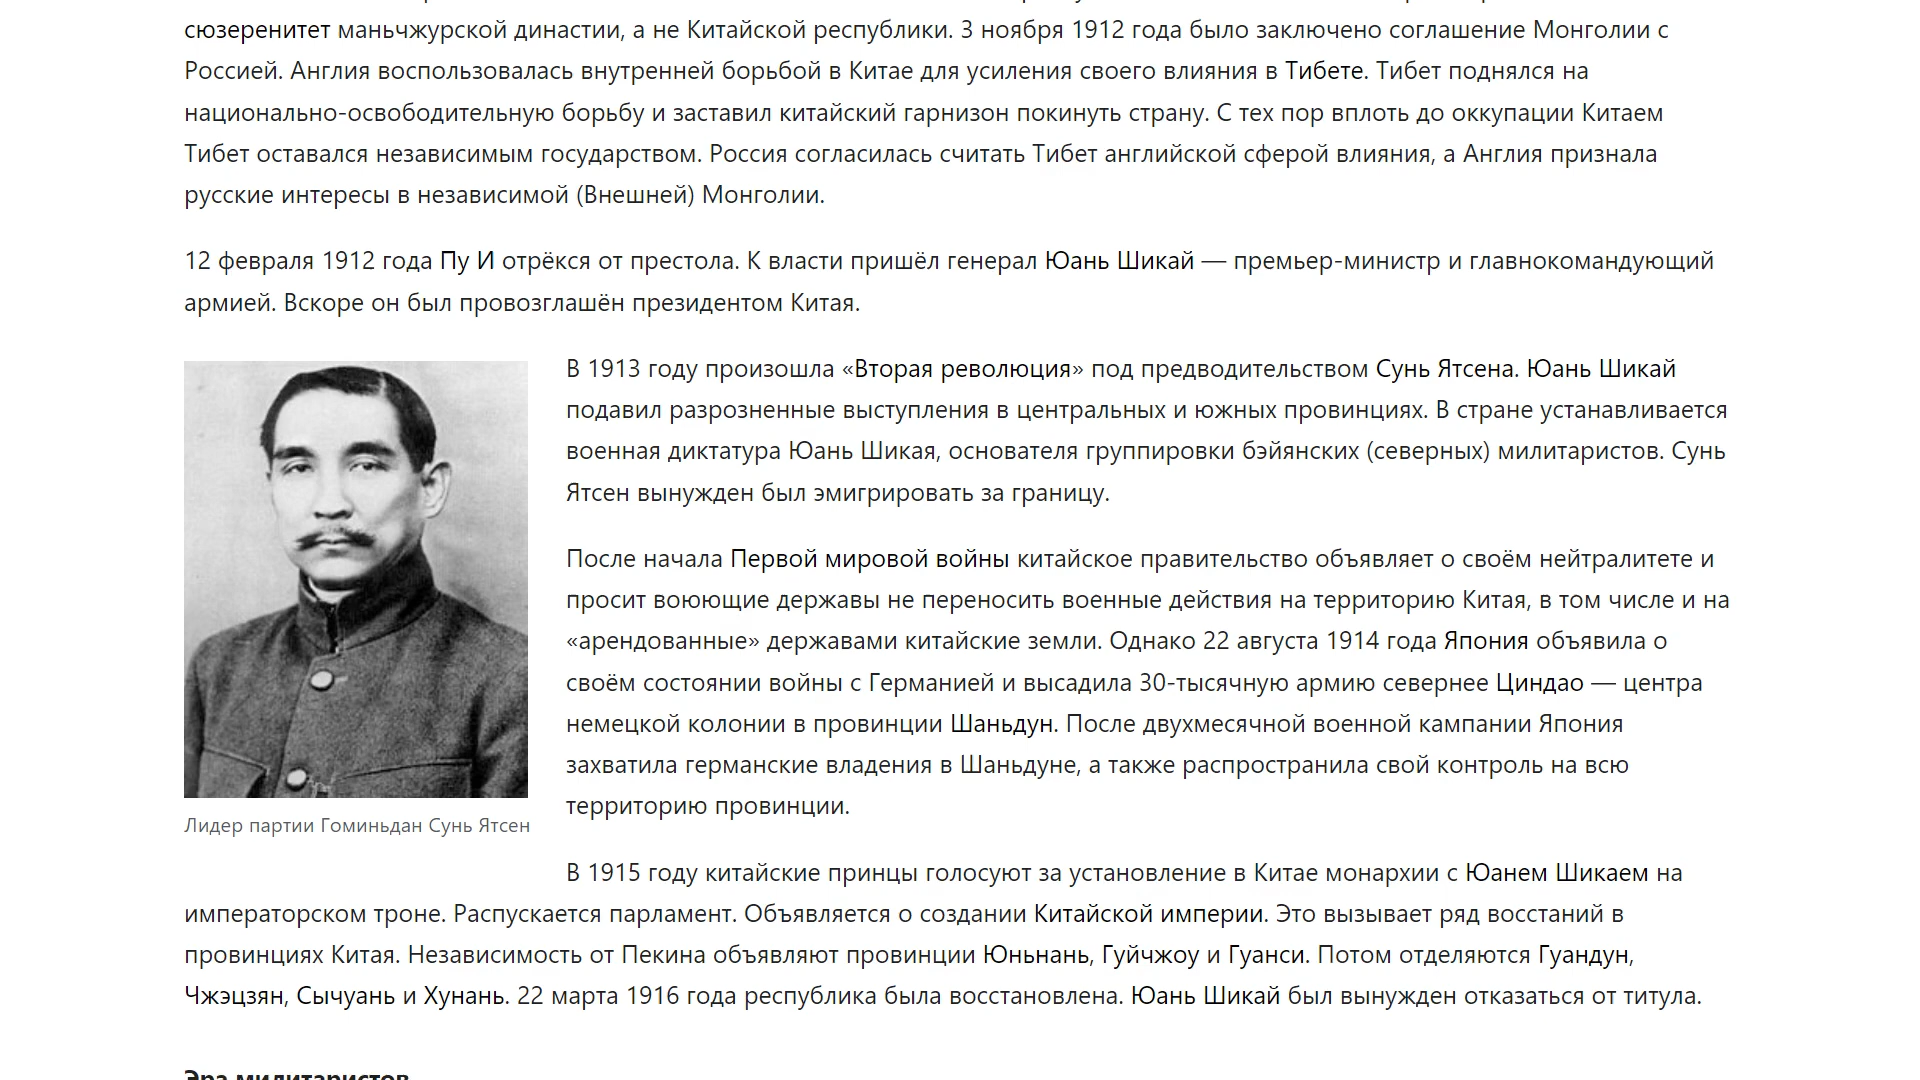 сюзеренитет маньчжурской династии, а не Китайской республики. 3 ноября 1912 года было заключено соглашение Монголии с
Россией. Англия воспользовалась внутренней борьбой в Китае для усиления своего влияния в Тибете. Тибет поднялся на
национально-освободительную борьбу и заставил китайский гарнизон покинуть страну. С тех пор вплоть до оккупации Китаем
Тибет оставался независимым государством. Россия согласилась считать Тибет английской сферой влияния, а Англия признала
русские интересы в независимой (Внешней) Монголии.
12 февраля 1912 года Пу И отрёкся от престола. К власти пришёл генерал Юань Шикай — премьер-министр и главнокомандующий
армией. Вскоре он был провозглашён президентом Китая.
В 1913 году произошла «Вторая революция» под предводительством Сунь Ятсена. Юань Шикай
подавил разрозненные выступления в центральных и южных провинциях. В стране устанавливается
военная диктатура Юань Шикая, основателя группировки бэйянских (северных) милитаристов. Сунь
Ятсен вынужден был эмигрировать за границу.
После начала Первой мировой войны китайское правительство объявляет о своём нейтралитете и
просит воюющие державы не переносить военные действия на территорию Китая, в том числе и на
«арендованные» державами китайские земли. Однако 22 августа 1914 года Япония объявила о
своём состоянии войны с Германией и высадила 30-тысячную армию севернее Циндао — центра
немецкой колонии в провинции Шаньдун. После двухмесячной военной кампании Япония
захватила германские владения в Шаньдуне, а также распространила свой контроль на всю
территорию провинции.
Лидер партии Гоминьдан Сунь Ятсен
В 1915 году китайские принцы голосуют за установление в Китае монархии с Юанем Шикаем на
императорском троне. Распускается парламент. Объявляется о создании Китайской империи. Это вызывает ряд восстаний в
провинциях Китая. Независимость от Пекина объявляют провинции Юньнань, Гуйчжоу и Гуанси. Потом отделяются Гуандун,
Чжэцзян, Сычуань и Хунань. 22 марта 1916 года республика была восстановлена. Юань Шикай был вынужден отказаться от титула.
Эра милитаристов